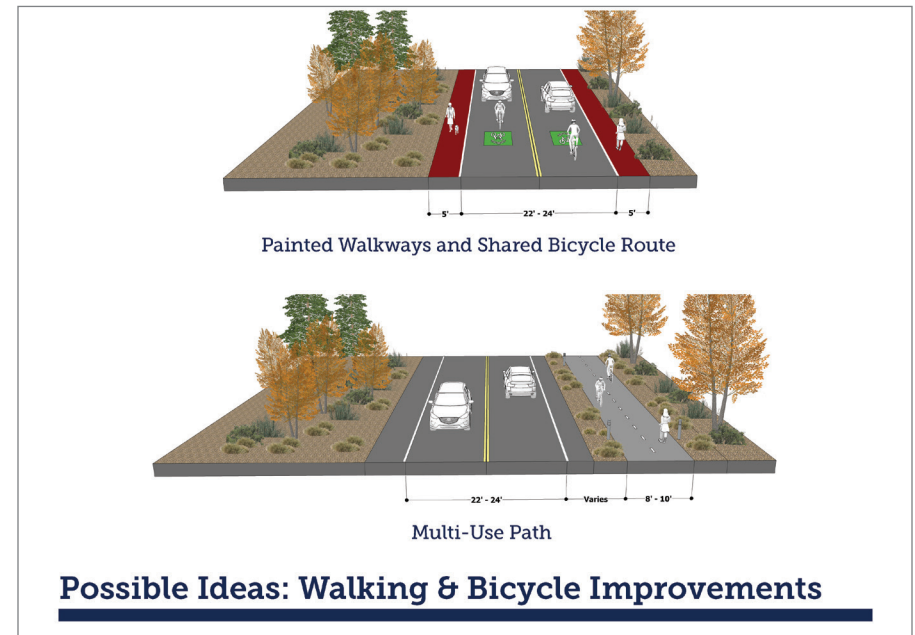 5'
22' - 24'
5'
Painted Walkways and Shared Bicycle Route
22' - 24'
Varies
8' - 10'
Multi-Use Path
Possible Ideas: Walking & Bicycle Improvements